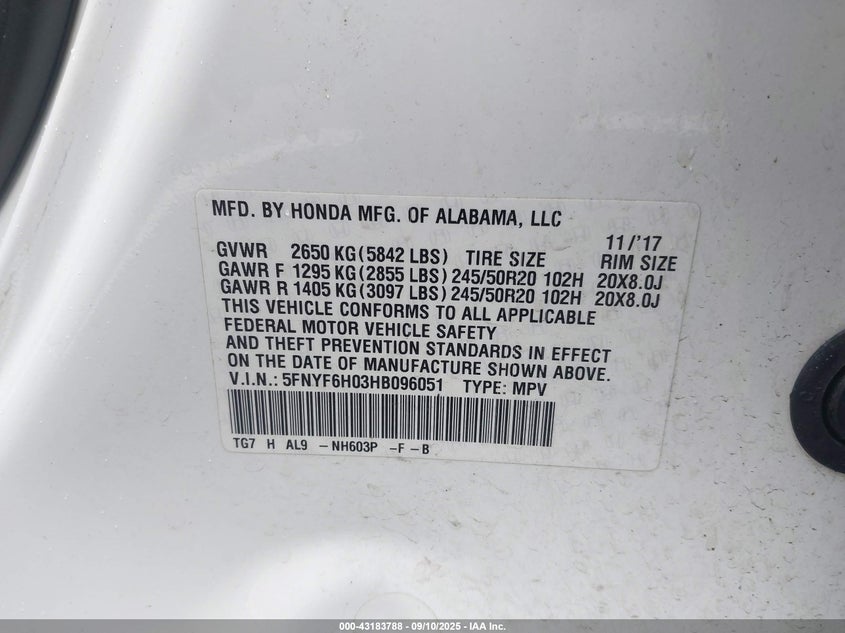 MFD. BY HONDA MFG. OF ALABAMA, LLC
11/'17
GVWR 2650 KG (5842 LBS) TIRE SIZE RIM SIZE
GAWR F 1295 KG (2855 LBS) 245/50R20 102H 20X8.0J
GAWR R 1405 KG (3097 LBS) 245/50R20 102H 20X8.0J
THIS VEHICLE CONFORMS TO ALL APPLICABLE
FEDERAL MOTOR VEHICLE SAFETY
AND THEFT PREVENTION STANDARDS IN EFFECT
ON THE DATE OF MANUFACTURE SHOWN ABOVE.
V.I.N.: 5FNYF6H03HB096051 TYPE: MPV
TG7 H AL9 -NH603P -F-B
000-43183788 - 09/10/2025 - IAA Inc.